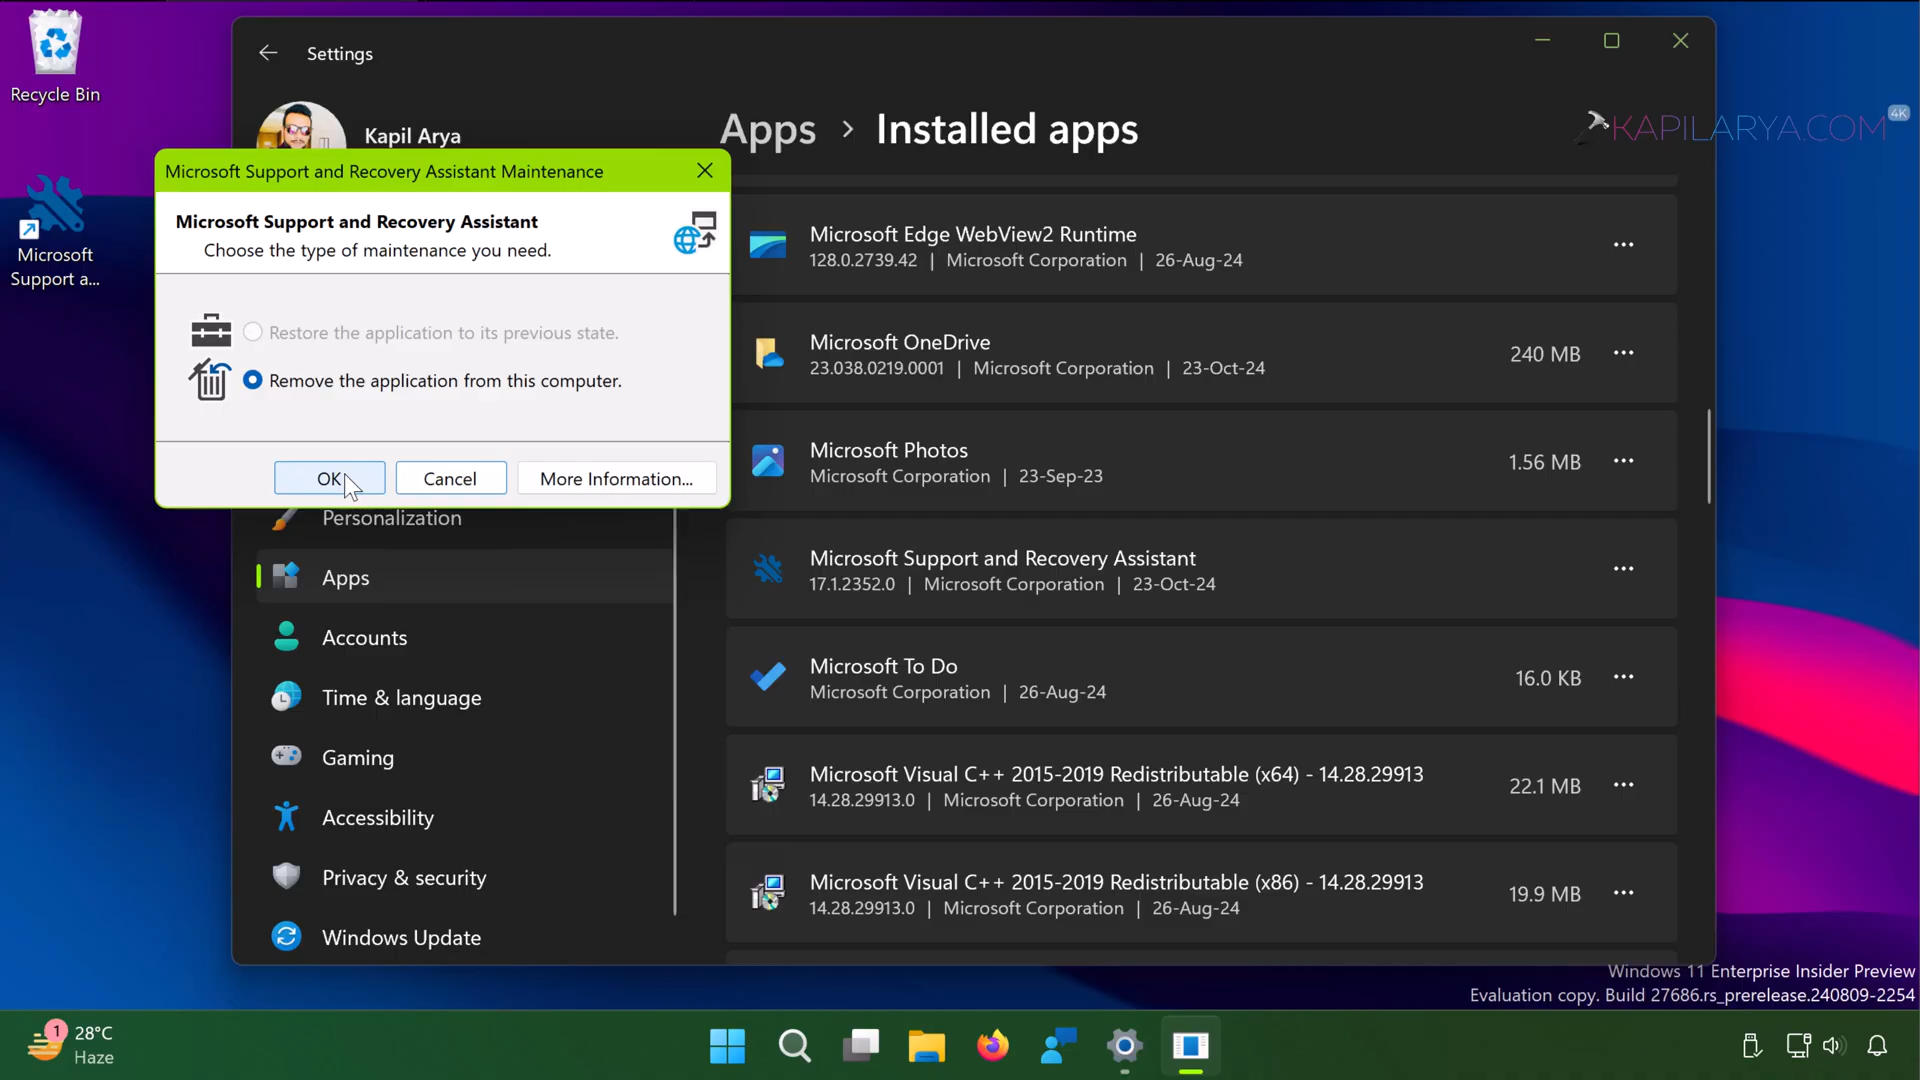 Recycle Bin
Microsoft
Support a...
Settings
Kapil Arya
Apps > Installed apps
KAPILARYA.COM
4K
Microsoft Support and Recovery Assistant Maintenance
Microsoft Support and Recovery Assistant
Choose the type of maintenance you need.
Restore the application to its previous state.
Remove the application from this computer.
OK
Cancel
More Information...
Personalization
Apps
Accounts
Time & language
Gaming
Accessibility
Privacy & security
Windows Update
Microsoft Edge WebView2 Runtime
128.0.2739.42 | Microsoft Corporation | 26-Aug-24
Microsoft OneDrive
23.038.0219.0001 | Microsoft Corporation | 23-Oct-24
240 MB
Microsoft Photos
Microsoft Corporation | 23-Sep-23
1.56 MB
Microsoft Support and Recovery Assistant
17.1.2352.0 | Microsoft Corporation | 23-Oct-24
Microsoft To Do
Microsoft Corporation | 26-Aug-24
16.0 KB
Microsoft Visual C++ 2015-2019 Redistributable (x64) - 14.28.29913
14.28.29913.0 | Microsoft Corporation | 26-Aug-24
22.1 MB
Microsoft Visual C++ 2015-2019 Redistributable (x86) - 14.28.29913
14.28.29913.0 | Microsoft Corporation | 26-Aug-24
19.9 MB
Windows 11 Enterprise Insider Preview
Evaluation copy. Build 27686.rs_prerelease.240809-2254
1
28°C
Haze